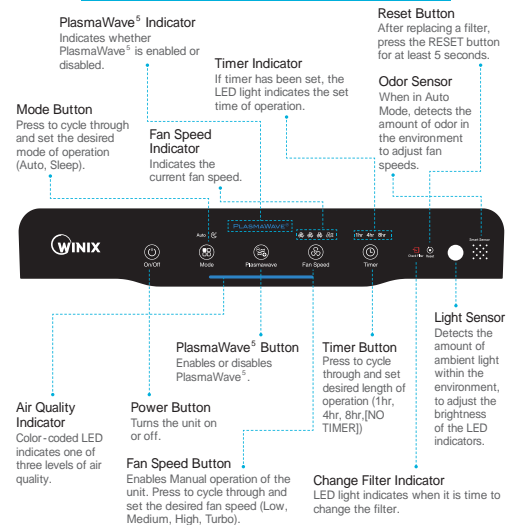 PlasmaWave⁵ Indicator
Indicates whether
PlasmaWave⁵ is enabled or
disabled.
Timer Indicator
If timer has been set, the
LED light indicates the set
time of operation.
Reset Button
After replacing a filter,
press the RESET button
for at least 5 seconds.
Odor Sensor
When in Auto
Mode, detects the
amount of odor in
the environment
to adjust fan
speeds.
Mode Button
Press to cycle through
and set the desired
mode of operation
(Auto, Sleep).
Fan Speed
Indicator
Indicates the
current fan speed.
WINIX
Auto
PLASMAWAVE®
1hr 4hr 8hr
Smart Sensor
On/Off
Mode
Plasmawave
Fan Speed
Timer
Check Filter
Reset
Light Sensor
Detects the
amount of
ambient light
within the
environment,
to adjust the
brightness
of the LED
indicators.
PlasmaWave⁵ Button
Enables or disables
PlasmaWave⁵.
Timer Button
Press to cycle
through and set
desired length of
operation (1hr,
4hr, 8hr,[NO
TIMER])
Air Quality
Indicator
Color-coded LED
indicates one of
three levels of air
quality.
Power Button
Turns the unit on
or off.
Fan Speed Button
Enables Manual operation of the
unit. Press to cycle through and
set the desired fan speed (Low,
Medium, High, Turbo).
Change Filter Indicator
LED light indicates when it is time to
change the filter.